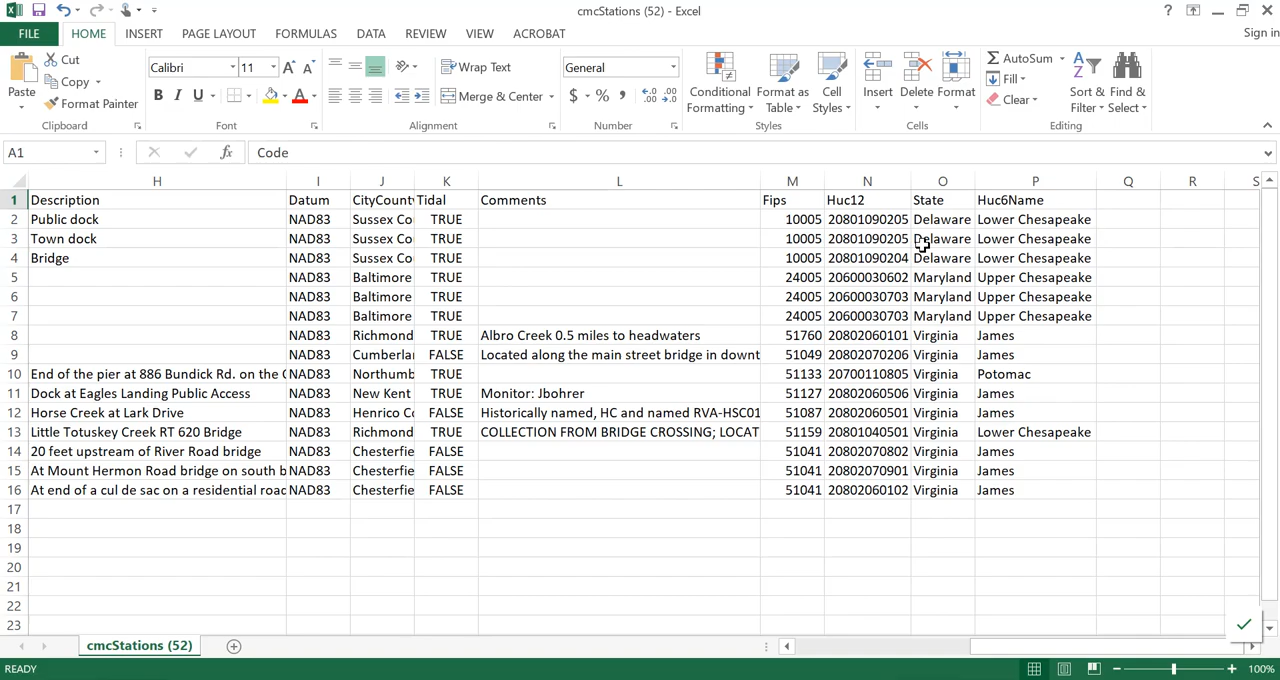 cmcStations (52) - Excel
Sign in
FILE HOME INSERT PAGE LAYOUT FORMULAS DATA REVIEW VIEW ACROBAT
Cut
Copy
Format Painter
Paste
Clipboard
Calibri 11
Font
Wrap Text
Merge & Center
Alignment
General
$ % , .00
Number
Conditional Formatting
Format as Table
Cell Styles
Styles
Insert Delete Format
Cells
AutoSum
Fill
Clear
Sort & Filter
Find & Select
Editing
A1 fx Code
H I J K L M N O P Q R S
1 Description Datum CityCount Tidal Comments Fips Huc12 State Huc6Name
2 Public dock NAD83 Sussex Co TRUE 10005 20801090205 Delaware Lower Chesapeake
3 Town dock NAD83 Sussex Co TRUE 10005 20801090205 Delaware Lower Chesapeake
4 Bridge NAD83 Sussex Co TRUE 10005 20801090204 Delaware Lower Chesapeake
5 NAD83 Baltimore TRUE 24005 20600030602 Maryland Upper Chesapeake
6 NAD83 Baltimore TRUE 24005 20600030703 Maryland Upper Chesapeake
7 NAD83 Baltimore TRUE 24005 20600030703 Maryland Upper Chesapeake
8 NAD83 Richmond TRUE Albro Creek 0.5 miles to headwaters 51760 20802060101 Virginia James
9 NAD83 Cumberlan FALSE Located along the main street bridge in downt 51049 20802070206 Virginia James
10 End of the pier at 886 Bundick Rd. on the NAD83 Northumb TRUE 51133 20700110805 Virginia Potomac
11 Dock at Eagles Landing Public Access NAD83 New Kent TRUE Monitor: Jbohrer 51127 20802060506 Virginia James
12 Horse Creek at Lark Drive NAD83 Henrico Co FALSE Historically named, HC and named RVA-HSC01 51087 20802060501 Virginia James
13 Little Totuskey Creek RT 620 Bridge NAD83 Richmond TRUE COLLECTION FROM BRIDGE CROSSING; LOCAT 51159 20801040501 Virginia Lower Chesapeake
14 20 feet upstream of River Road bridge NAD83 Chesterfie FALSE 51041 20802070802 Virginia James
15 At Mount Hermon Road bridge on south b NAD83 Chesterfie FALSE 51041 20802070901 Virginia James
16 At end of a cul de sac on a residential road NAD83 Chesterfie FALSE 51041 20802060102 Virginia James
17
18
19
20
21
22
23
cmcStations (52)
READY 100%